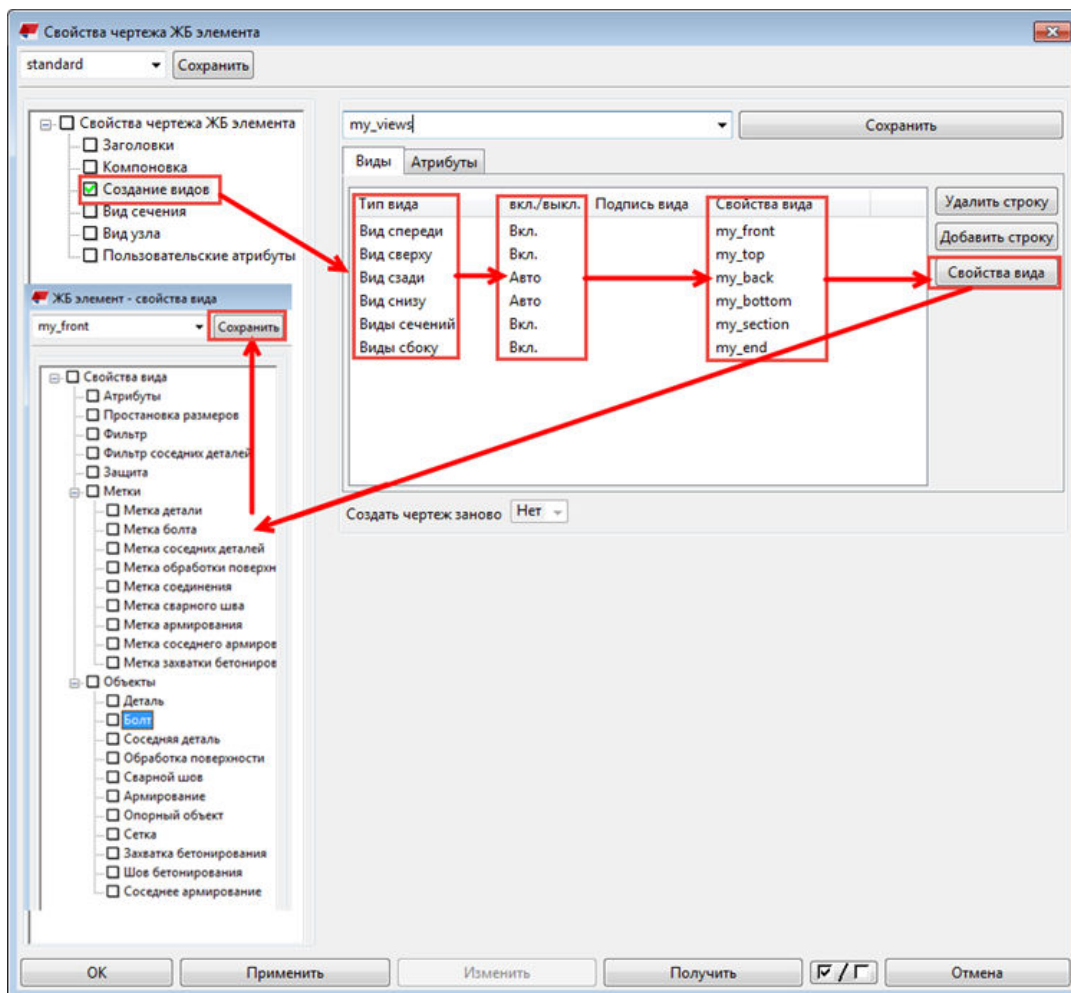 Свойства чертежа ЖБ элемента
standard Сохранить
Свойства чертежа ЖБ элемента
Заголовки
Компоновка
Создание видов
Вид сечения
Вид узла
Пользовательские атрибуты
my_views Сохранить
Виды Атрибуты
Тип вида вкл./выкл. Подпись вида Свойства вида
Вид спереди Вкл. my_front
Вид сверху Вкл. my_top
Вид сзади Авто my_back
Вид снизу Авто my_bottom
Виды сечений Вкл. my_section
Виды сбоку Вкл. my_end
Удалить строку
Добавить строку
Свойства вида
Создать чертеж заново Нет
ЖБ элемент - свойства вида
my_front Сохранить
Свойства вида
Атрибуты
Простановка размеров
Фильтр
Фильтр соседних деталей
Защита
Метки
Метка детали
Метка болта
Метка соседних деталей
Метка обработки поверхн
Метка соединения
Метка сварного шва
Метка армирования
Метка соседнего армиров
Метка захватки бетониров
Объекты
Деталь
Болт
Соседняя деталь
Обработка поверхности
Сварной шов
Армирование
Опорный объект
Сетка
Захватка бетонирования
Шов бетонирования
Соседнее армирование
ОК Применить Изменить Получить / Отмена